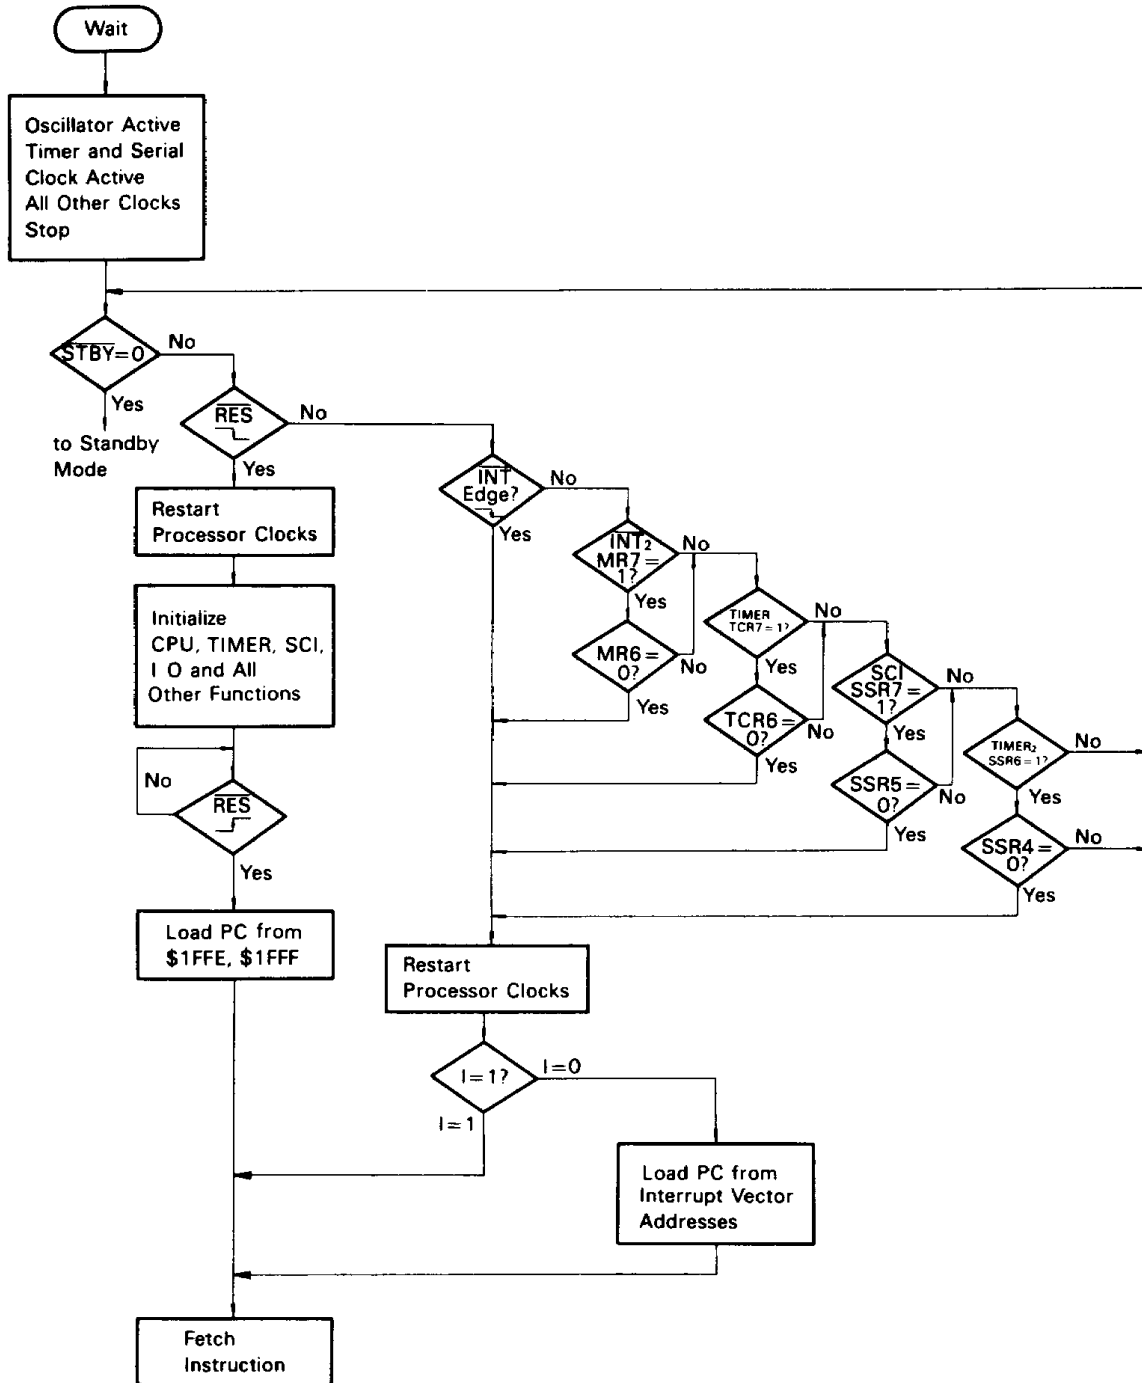 Wait
Oscillator Active
Timer and Serial
Clock Active
All Other Clocks
Stop
STBY=0
No
Yes
to Standby
Mode
RES
No
Yes
Restart
Processor Clocks
Initialize
CPU, TIMER, SCI,
I O and All
Other Functions
No
RES
Yes
Load PC from
$1FFE, $1FFF
INT
Edge?
No
Yes
INT2
MR7=
1?
No
Yes
MR6=
0?
No
Yes
TIMER
TCR7=1?
No
Yes
TCR6=
0?
No
Yes
SCI
SSR7=
1?
No
Yes
SSR5=
0?
No
Yes
TIMER2
SSR6=1?
No
Yes
SSR4=
0?
No
Yes
Restart
Processor Clocks
I=1?
I=0
I=1
Load PC from
Interrupt Vector
Addresses
Fetch
Instruction